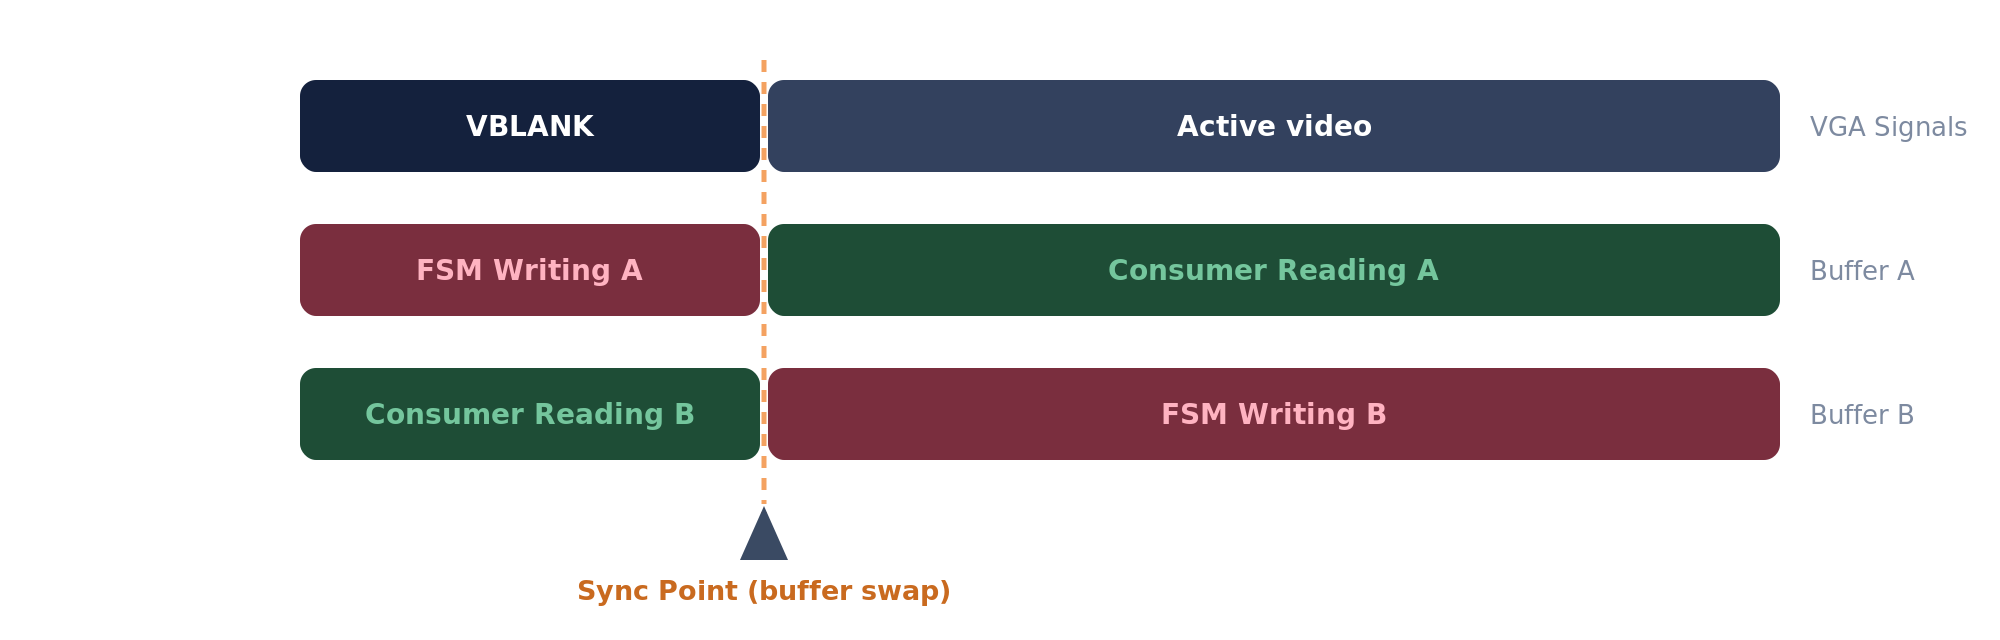 VBLANK
Active video
VGA Signals
FSM Writing A
Consumer Reading A
Buffer A
Consumer Reading B
FSM Writing B
Buffer B
Sync Point (buffer swap)